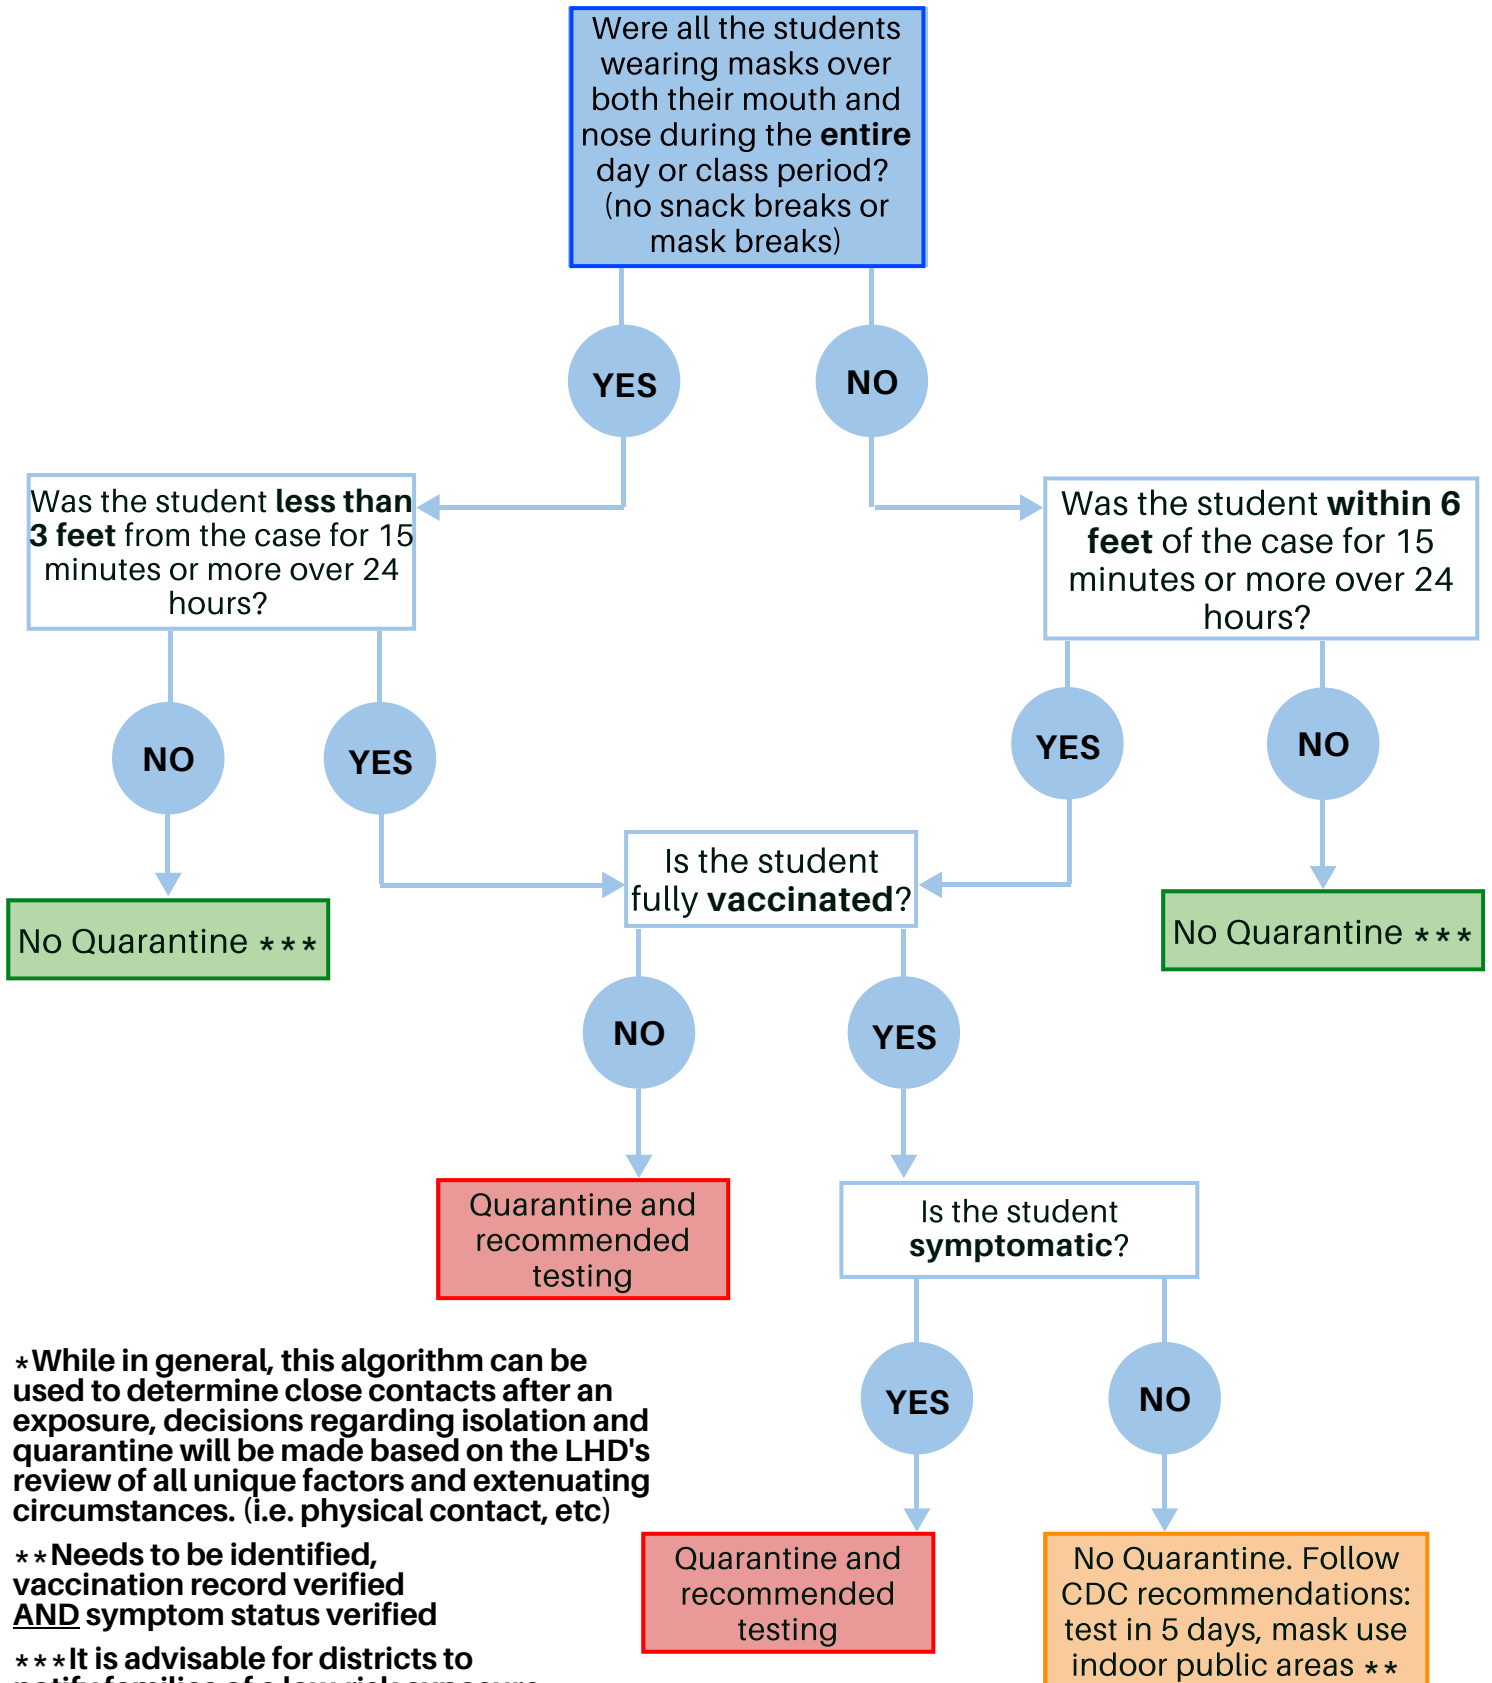 Were all the students
wearing masks over
both their mouth and
nose during the entire
day or class period?
(no snack breaks or
mask breaks)
YES
NO
Was the student less than
3 feet from the case for 15
minutes or more over 24
hours?
Was the student within 6
feet of the case for 15
minutes or more over 24
hours?
NO
YES
YES
NO
Is the student
fully vaccinated?
No Quarantine ***
No Quarantine ***
NO
YES
Quarantine and
recommended
testing
Is the student
symptomatic?
YES
NO
Quarantine and
recommended
testing
No Quarantine. Follow
CDC recommendations:
test in 5 days, mask use
indoor public areas **
*While in general, this algorithm can be
used to determine close contacts after an
exposure, decisions regarding isolation and
quarantine will be made based on the LHD's
review of all unique factors and extenuating
circumstances. (i.e. physical contact, etc)
**Needs to be identified,
vaccination record verified
AND symptom status verified
***It is advisable for districts to
notify families of a low risk exposure